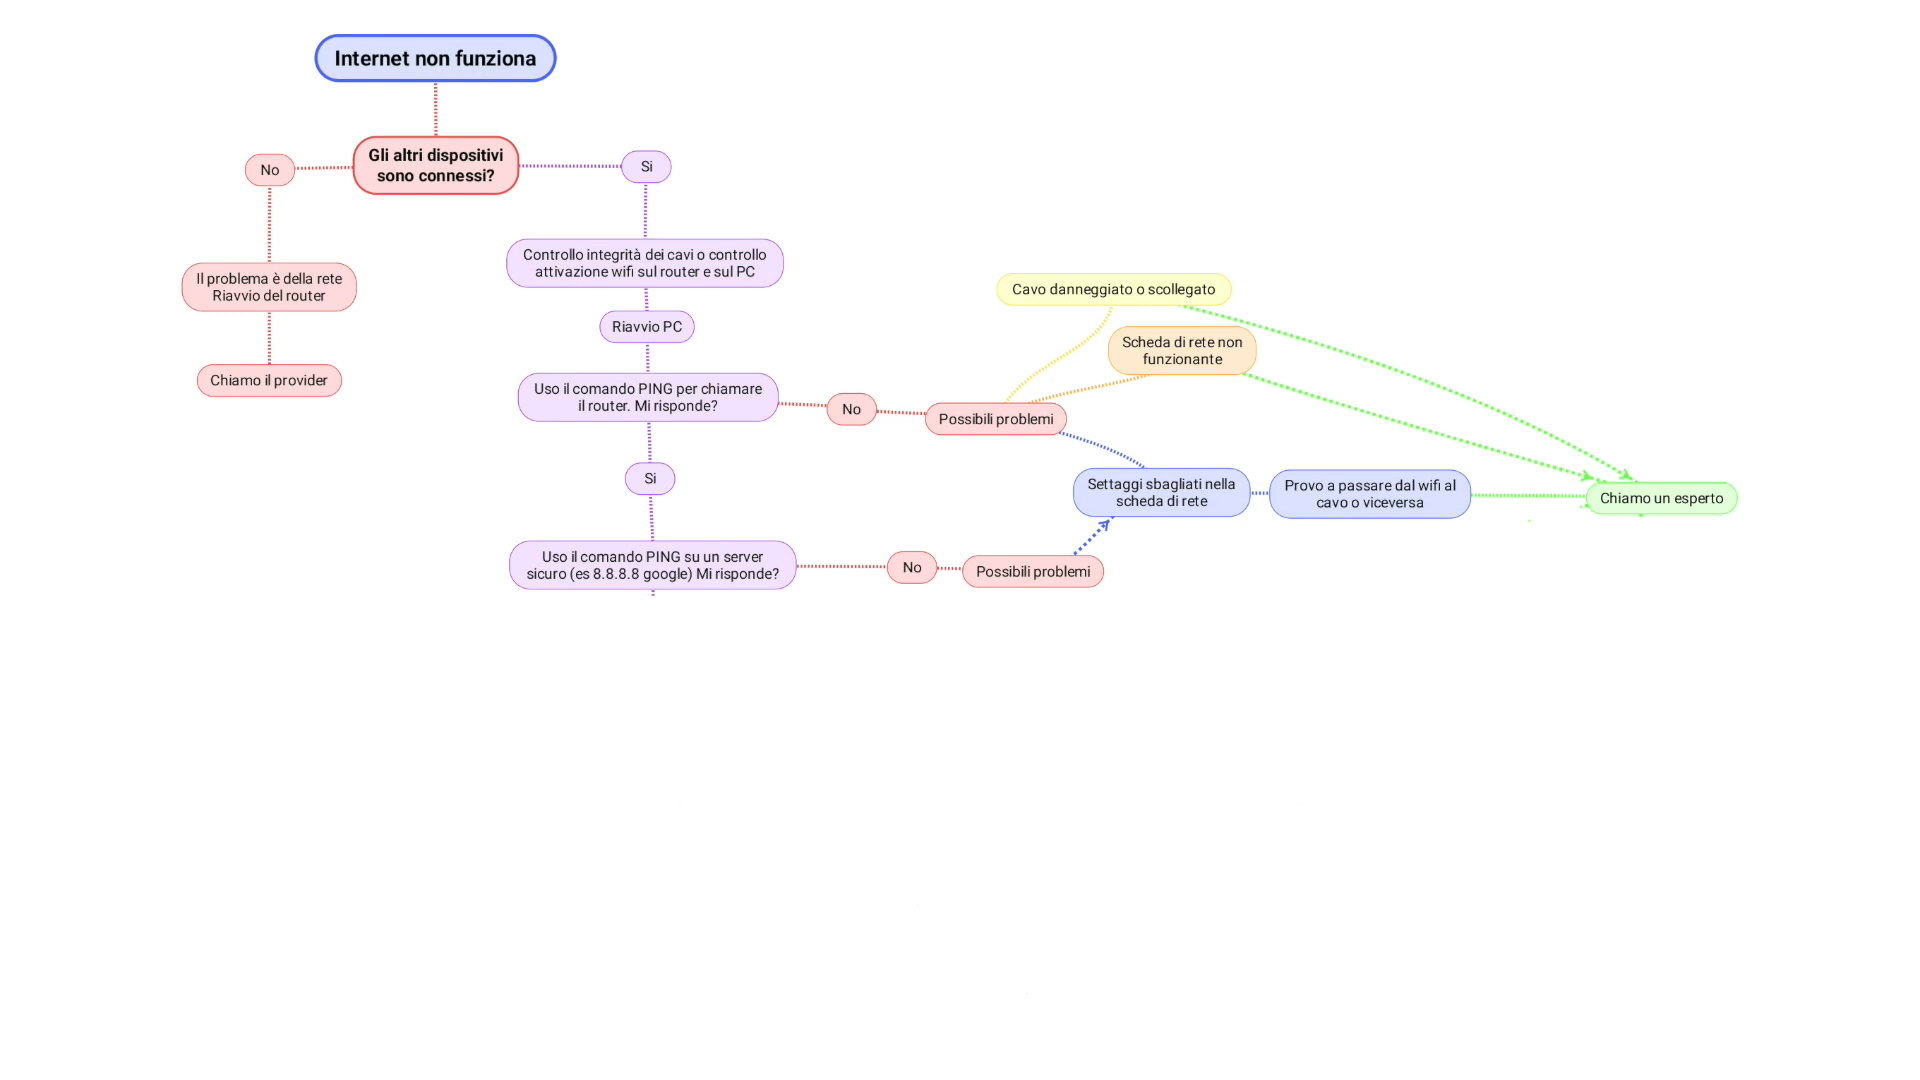 Internet non funziona
Gli altri dispositivi
sono connessi?
No
Si
Il problema è della rete
Riavvio del router
Chiamo il provider
Controllo integrità dei cavi o controllo
attivazione wifi sul router e sul PC
Riavvio PC
Uso il comando PING per chiamare
il router. Mi risponde?
No
Possibili problemi
Cavo danneggiato o scollegato
Scheda di rete non
funzionante
Settaggi sbagliati nella
scheda di rete
Provo a passare dal wifi al
cavo o viceversa
Chiamo un esperto
Si
Uso il comando PING su un server
sicuro (es 8.8.8.8 google) Mi risponde?
No
Possibili problemi